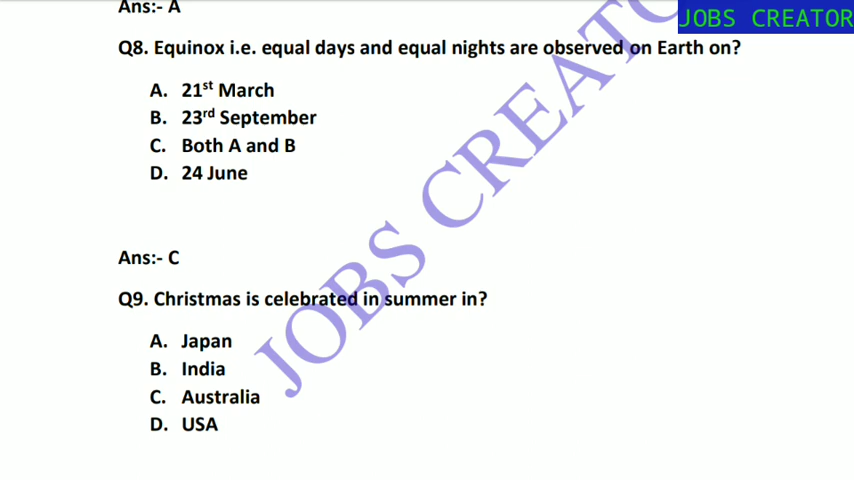 Ans:- A
JOBS CREATOR
Q8. Equinox i.e. equal days and equal nights are observed on Earth on?
A. 21st March
B. 23rd September
C. Both A and B
D. 24 June
Ans:- C
Q9. Christmas is celebrated in summer in?
A. Japan
B. India
C. Australia
D. USA
JOBS CREATO